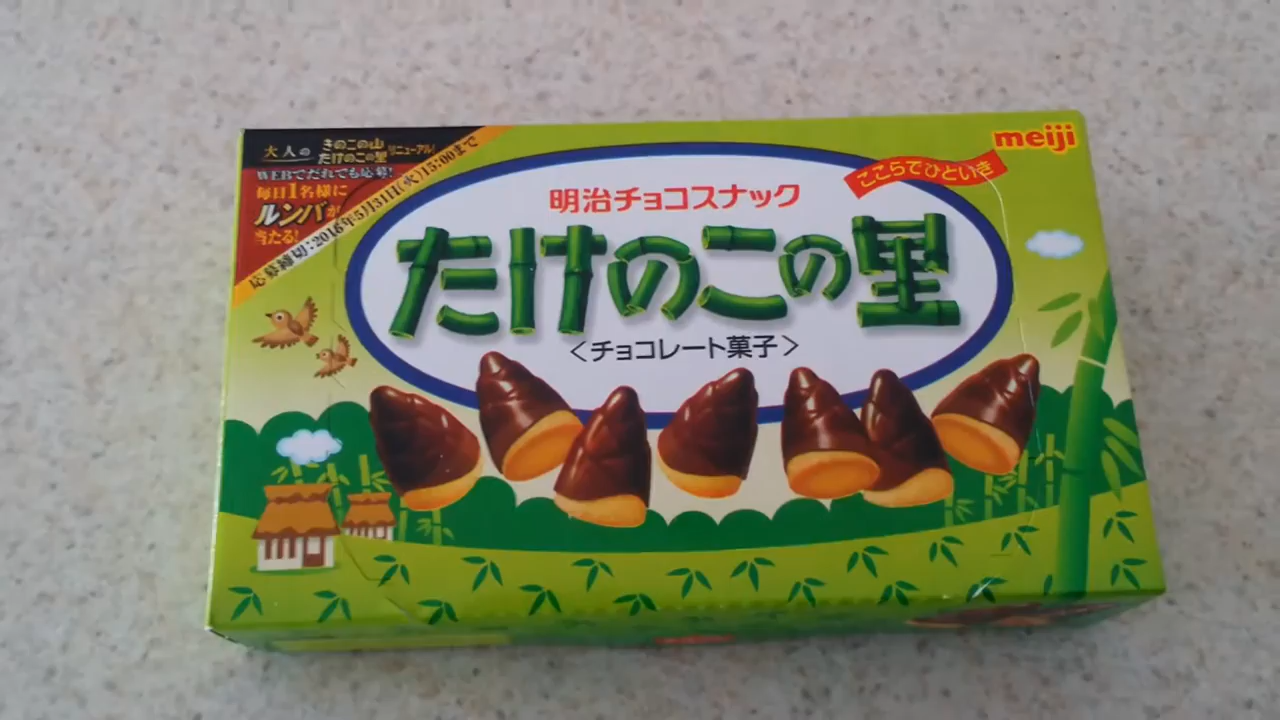 大人の きのこの山 たけのこの里 リニューアル!
WEBでだれでも応募!
毎日1名様に
ルンバが
当たる!
応募締切:2016年5月31日(火)15:00まで
meiji
ここらでひといき
明治チョコスナック
たけのこの里
<チョコレート菓子>